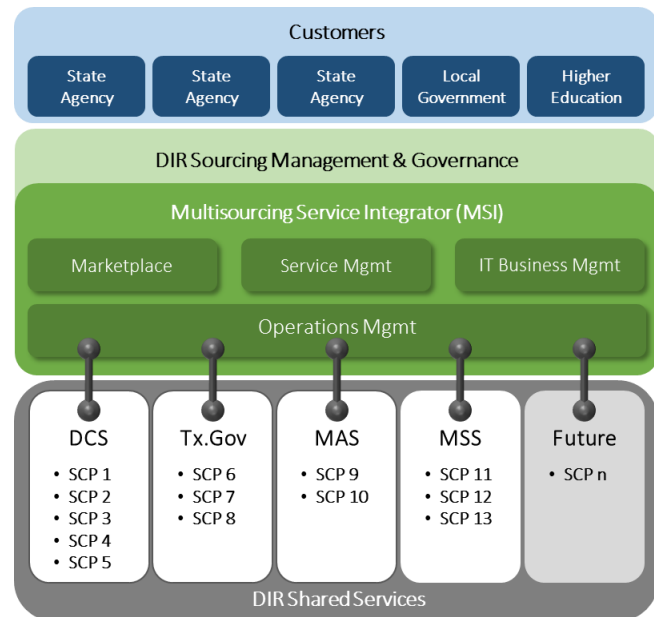 Customers
State
Agency
State
Agency
State
Agency
Local
Government
Higher
Education
DIR Sourcing Management & Governance
Multisourcing Service Integrator (MSI)
Marketplace
Service Mgmt
IT Business Mgmt
Operations Mgmt
DCS
• SCP 1
• SCP 2
• SCP 3
• SCP 4
• SCP 5
Tx.Gov
• SCP 6
• SCP 7
• SCP 8
MAS
• SCP 9
• SCP 10
MSS
• SCP 11
• SCP 12
• SCP 13
Future
• SCP n
DIR Shared Services